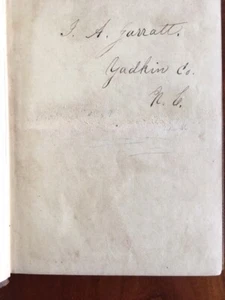 I. A. Jarratt.
Yadkin Co.
N. C.